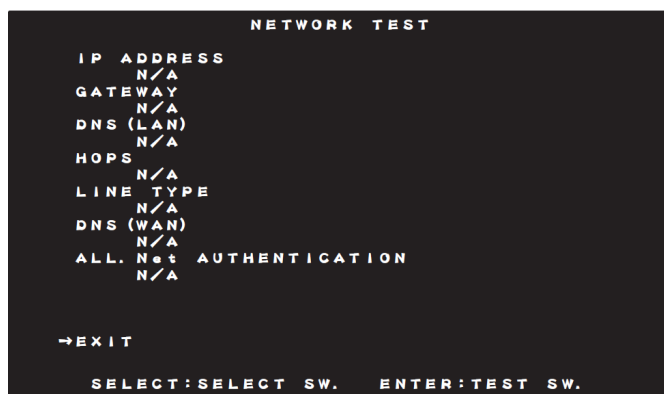 NETWORK TEST
IP ADDRESS
N/A
GATEWAY
N/A
DNS (LAN)
N/A
HOPS
N/A
LINE TYPE
N/A
DNS (WAN)
N/A
ALL. Net AUTHENTICATION
N/A
→EXIT
SELECT:SELECT SW. ENTER:TEST SW.